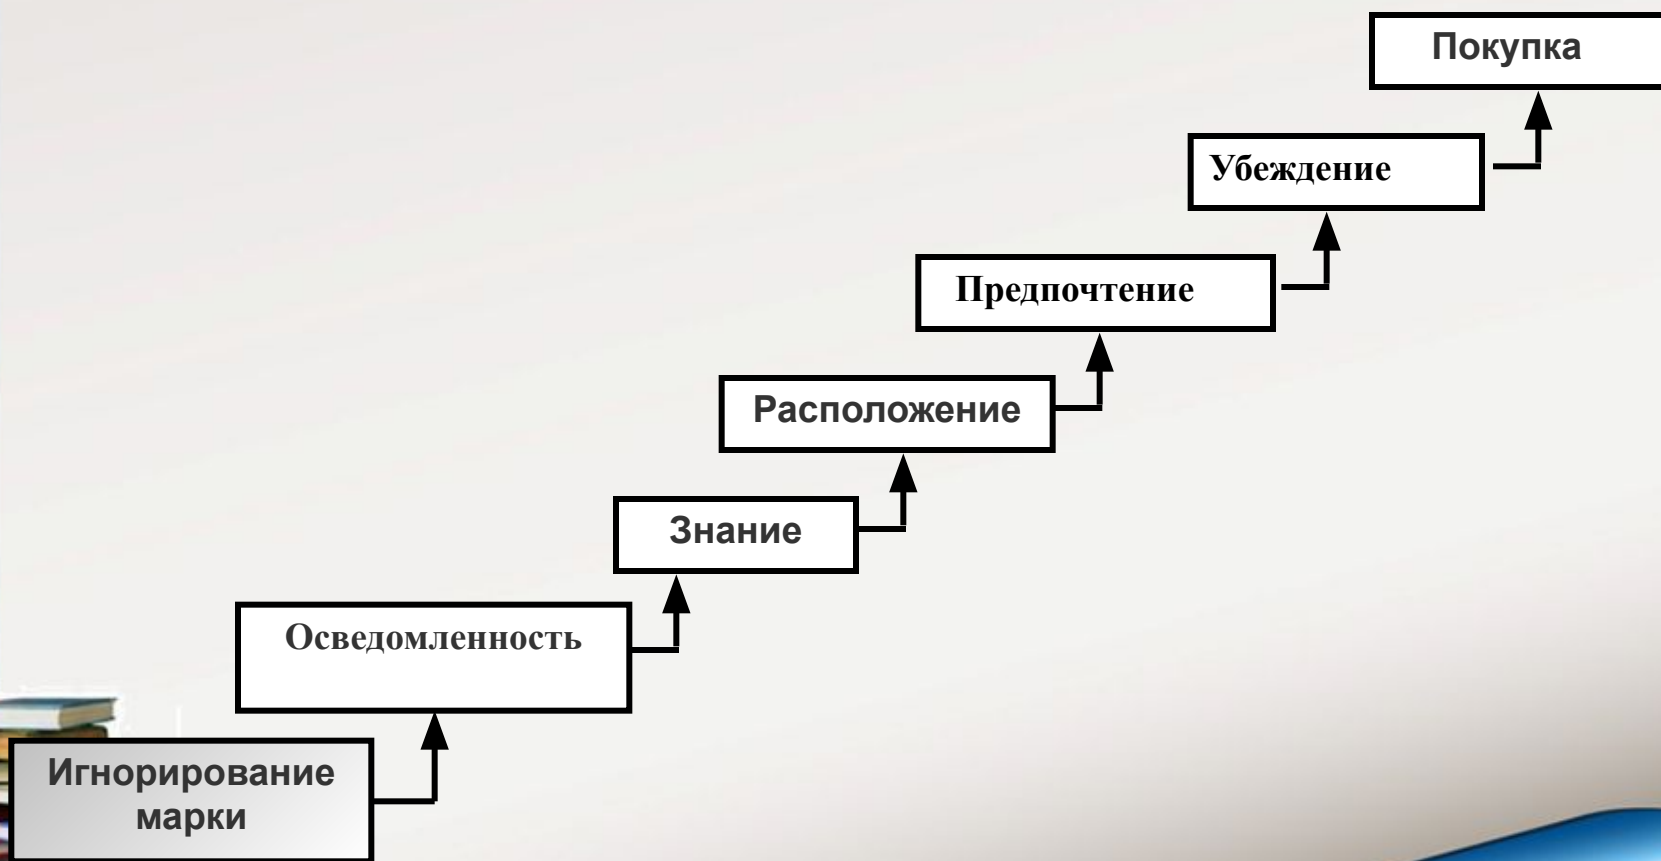 Покупка
Убеждение
Предпочтение
Расположение
Знание
Осведомленность
Игнорирование
марки